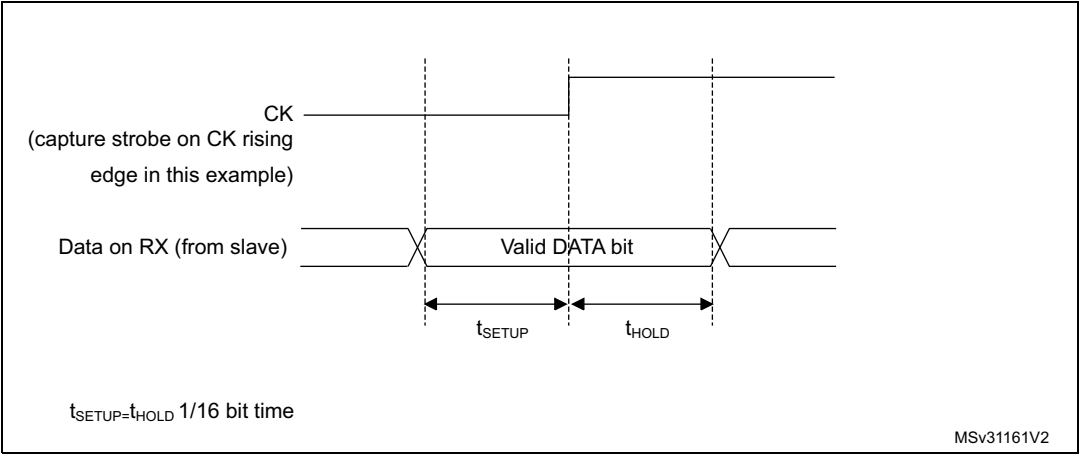 CK
(capture strobe on CK rising
edge in this example)
Data on RX (from slave)
Valid DATA bit
tSETUP
tHOLD
tSETUP=tHOLD 1/16 bit time
MSv31161V2